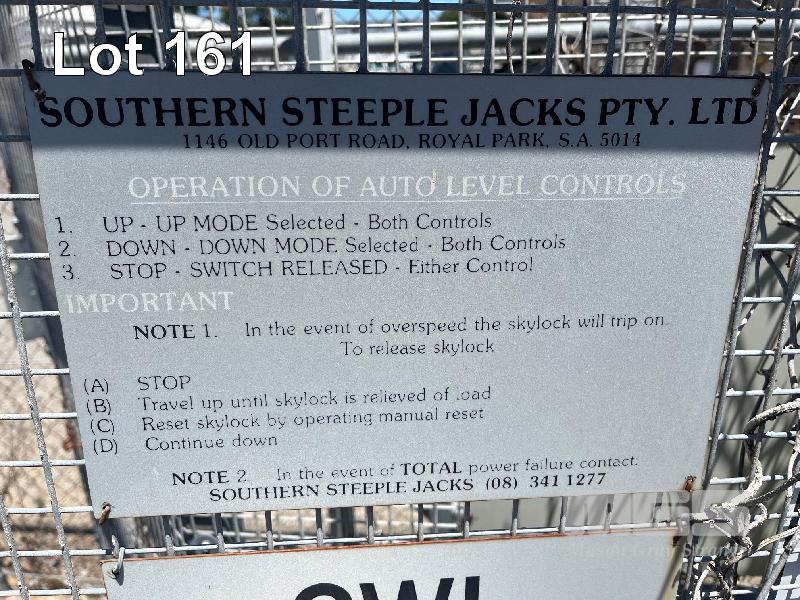 Lot 161
SOUTHERN STEEPLE JACKS PTY. LTD
1146 OLD PORT ROAD, ROYAL PARK, S.A. 5014
OPERATION OF AUTO LEVEL CONTROLS
1. UP - UP MODE Selected - Both Controls
2. DOWN - DOWN MODE Selected - Both Controls
3. STOP - SWITCH RELEASED - Either Control
IMPORTANT
NOTE 1. In the event of overspeed the skylock will trip on.
To release skylock
(A) STOP
(B) Travel up until skylock is relieved of load
(C) Reset skylock by operating manual reset
(D) Continue down
NOTE 2 In the event of TOTAL power failure contact.
SOUTHERN STEEPLE JACKS (08) 341 1277
SWL